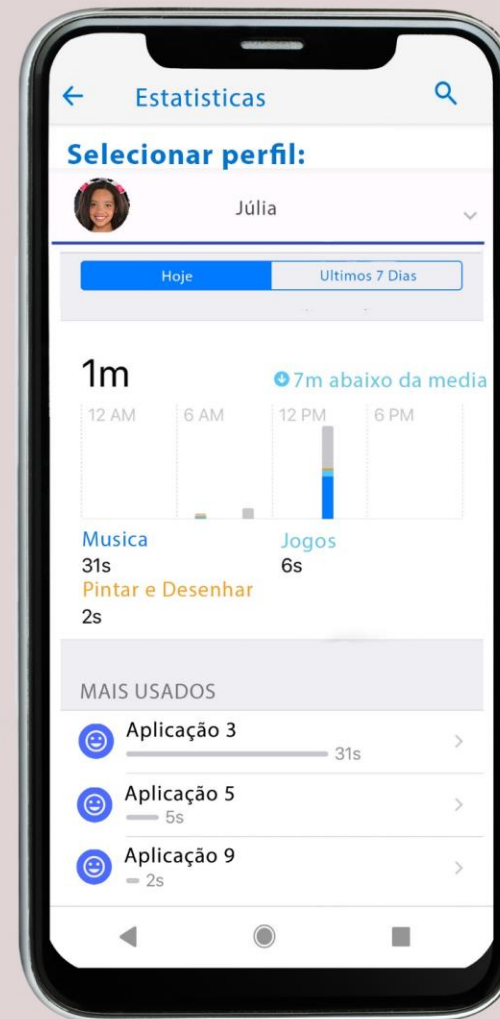 Estatisticas
Selecionar perfil:
Júlia
Hoje
Ultimos 7 Dias
1m
7m abaixo da media
12 AM 6 AM 12 PM 6 PM
Musica
31s
Jogos
6s
Pintar e Desenhar
2s
MAIS USADOS
Aplicação 3
31s
Aplicação 5
5s
Aplicação 9
2s